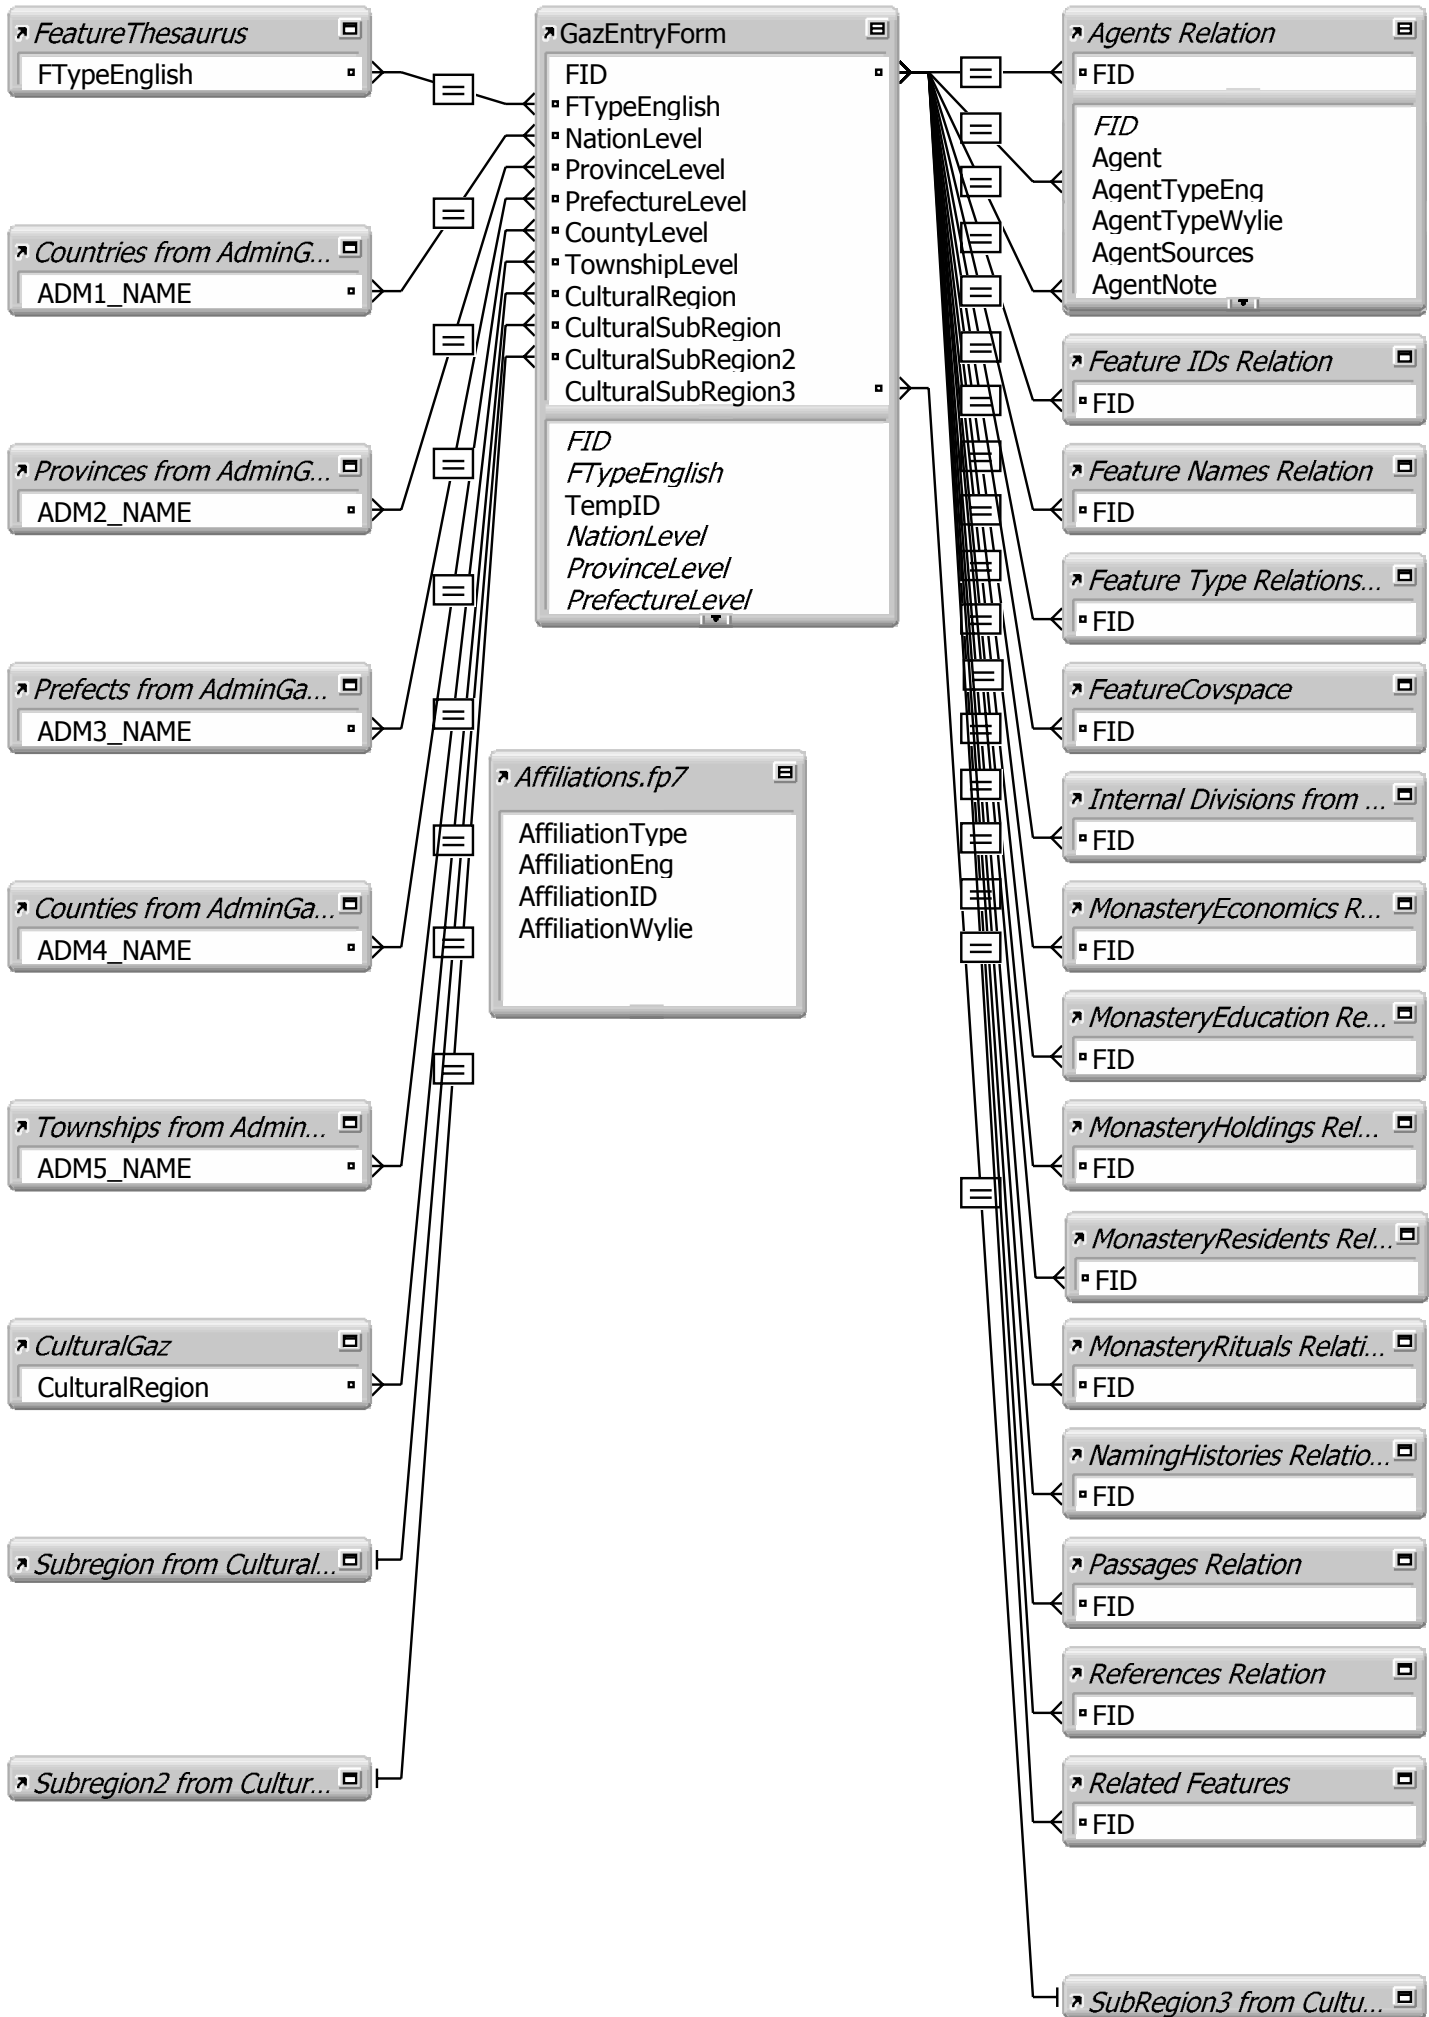 FeatureThesaurus
FTypeEnglish
Countries from AdminG...
ADM1_NAME
Provinces from AdminG...
ADM2_NAME
Prefects from AdminGa...
ADM3_NAME
Counties from AdminGa...
ADM4_NAME
Townships from Admin...
ADM5_NAME
CulturalGaz
CulturalRegion
Subregion from Cultural...
Subregion2 from Cultur...
GazEntryForm
FID
FTypeEnglish
NationLevel
ProvinceLevel
PrefectureLevel
CountyLevel
TownshipLevel
CulturalRegion
CulturalSubRegion
CulturalSubRegion2
CulturalSubRegion3
FID
FTypeEnglish
TempID
NationLevel
ProvinceLevel
PrefectureLevel
Affiliations.fp7
AffiliationType
AffiliationEng
AffiliationID
AffiliationWylie
Agents Relation
FID
FID
Agent
AgentTypeEng
AgentTypeWylie
AgentSources
AgentNote
Feature IDs Relation
FID
Feature Names Relation
FID
Feature Type Relations...
FID
FeatureCovspace
FID
Internal Divisions from ...
FID
MonasteryEconomics R...
FID
MonasteryEducation Re...
FID
MonasteryHoldings Rel...
FID
MonasteryResidents Rel...
FID
MonasteryRituals Relati...
FID
NamingHistories Relatio...
FID
Passages Relation
FID
References Relation
FID
Related Features
FID
SubRegion3 from Cultu...